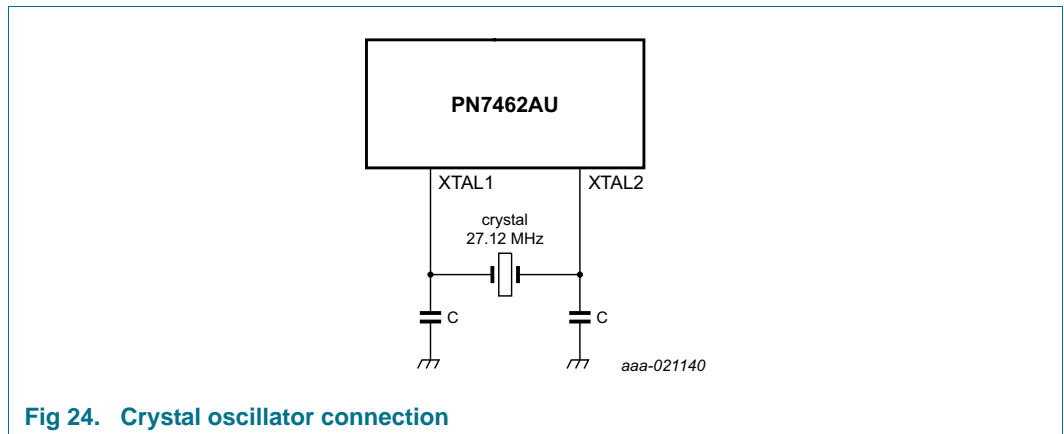 PN7462AU
XTAL1
XTAL2
crystal
27.12 MHz
C
C
aaa-021140
Fig 24. Crystal oscillator connection